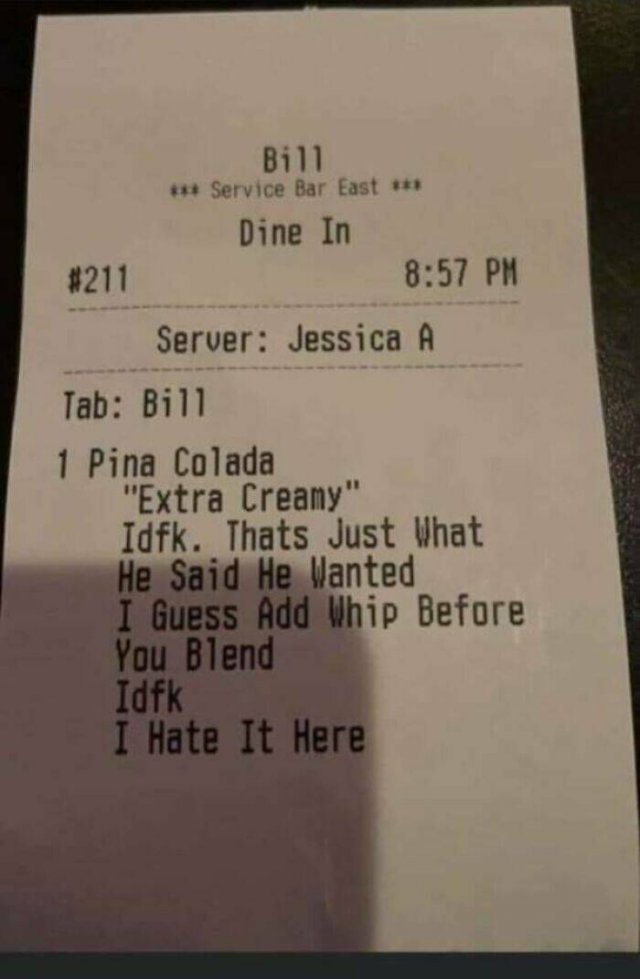 Bill
*** Service Bar East ***
Dine In
#211 8:57 PM
Server: Jessica A
Tab: Bill
1 Pina Colada
"Extra Creamy"
Idfk. Thats Just What
He Said He Wanted
I Guess Add Whip Before
You Blend
Idfk
I Hate It Here